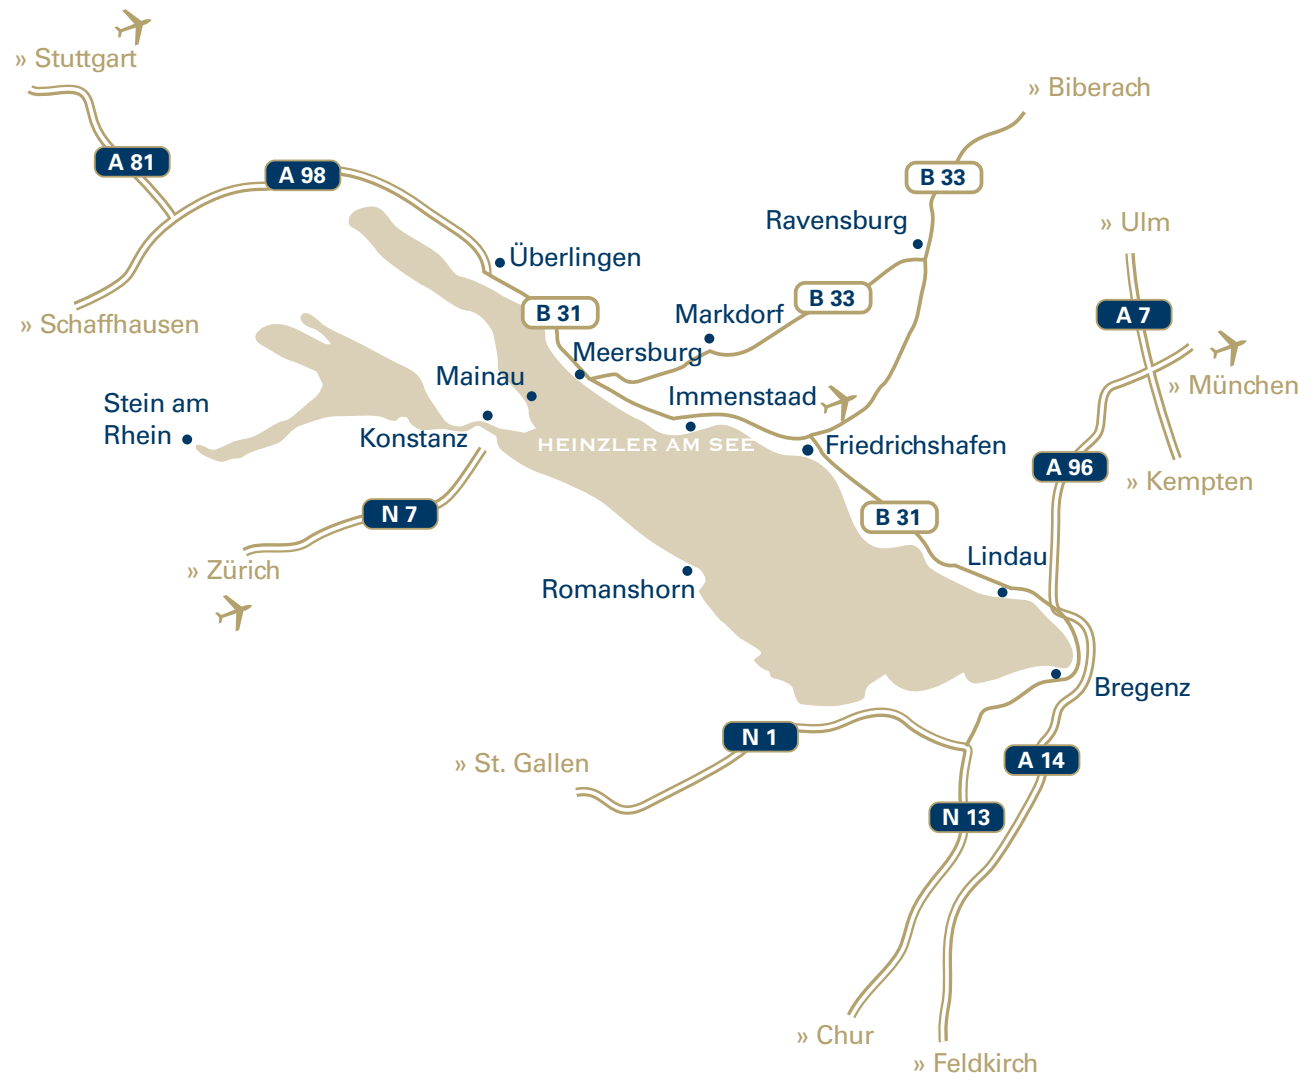 » Stuttgart
» Biberach
A 81
A 98
B 33
Ravensburg
» Ulm
Überlingen
B 33
B 31
Markdorf
A 7
» Schaffhausen
Meersburg
Mainau
» München
Immenstaad
Stein am
Rhein
Konstanz
HEINZLER AM SEE
Friedrichshafen
A 96
» Kempten
N 7
B 31
Lindau
» Zürich
Romanshorn
Bregenz
N 1
» St. Gallen
A 14
N 13
» Chur
» Feldkirch